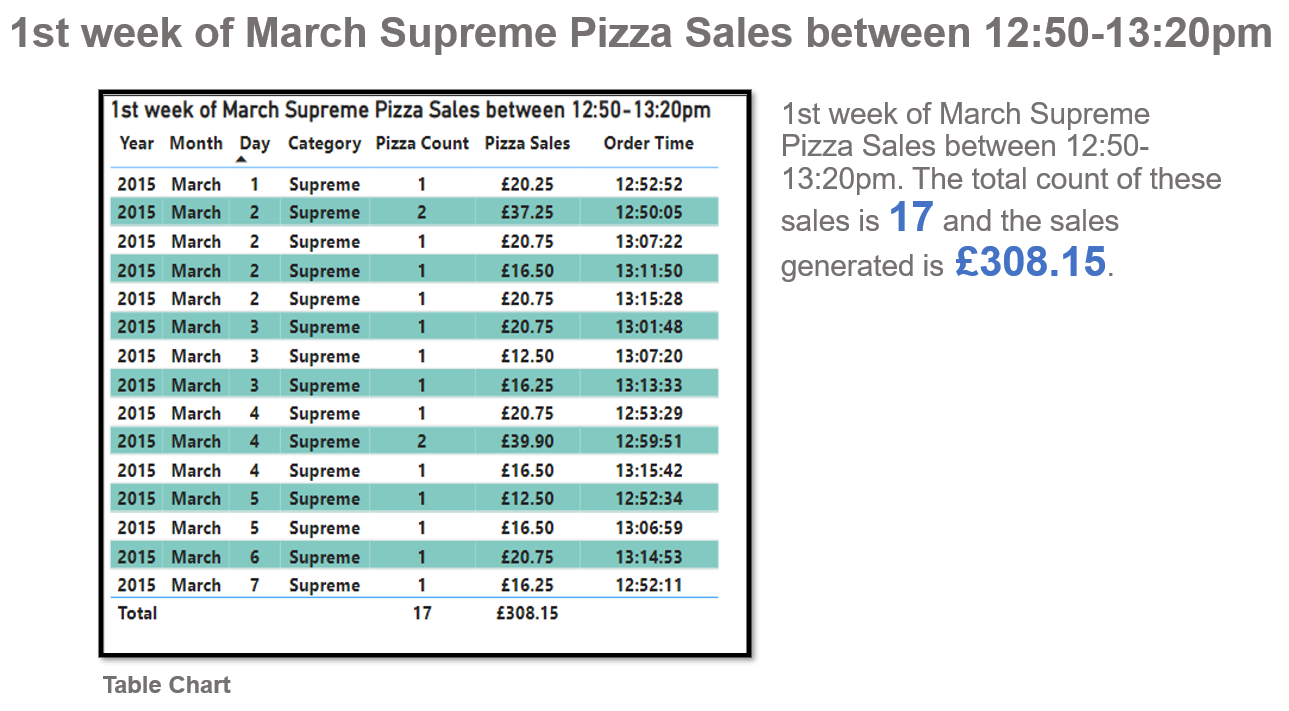 1st week of March Supreme Pizza Sales between 12:50-13:20pm
1st week of March Supreme Pizza Sales between 12:50-13:20pm
Year Month Day Category Pizza Count Pizza Sales Order Time
2015 March 1 Supreme 1 £20.25 12:52:52
2015 March 2 Supreme 2 £37.25 12:50:05
2015 March 2 Supreme 1 £20.75 13:07:22
2015 March 2 Supreme 1 £16.50 13:11:50
2015 March 2 Supreme 1 £20.75 13:15:28
2015 March 3 Supreme 1 £20.75 13:01:48
2015 March 3 Supreme 1 £12.50 13:07:20
2015 March 3 Supreme 1 £16.25 13:13:33
2015 March 4 Supreme 1 £20.75 12:53:29
2015 March 4 Supreme 2 £39.90 12:59:51
2015 March 4 Supreme 1 £16.50 13:15:42
2015 March 5 Supreme 1 £12.50 12:52:34
2015 March 5 Supreme 1 £16.50 13:06:59
2015 March 6 Supreme 1 £20.75 13:14:53
2015 March 7 Supreme 1 £16.25 12:52:11
Total 17 £308.15
Table Chart
1st week of March Supreme
Pizza Sales between 12:50-
13:20pm. The total count of these
sales is 17 and the sales
generated is £308.15.